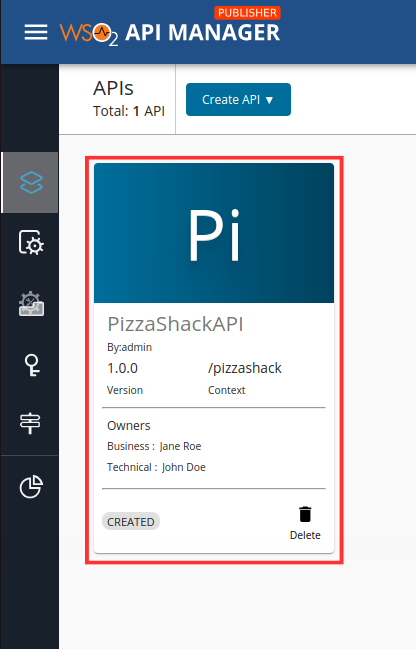 PUBLISHER
WSO2 API MANAGER
APIs
Total: 1 API
Create API ▼
Pi
PizzaShackAPI
By:admin
1.0.0 /pizzashack
Version Context
Owners
Business : Jane Roe
Technical : John Doe
CREATED
Delete